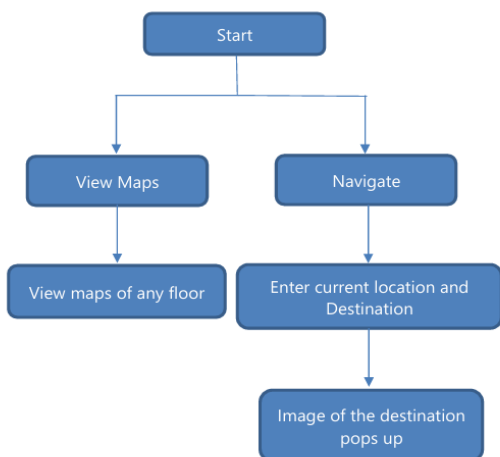 Start
View Maps
Navigate
View maps of any floor
Enter current location and
Destination
Image of the destination
pops up